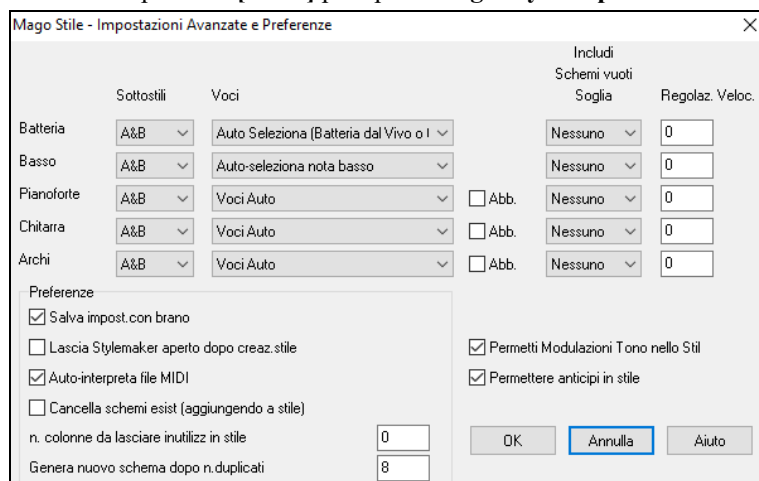 Mago Stile - Impostazioni Avanzate e Preferenze
Includi
Schemi vuoti
Sottostili Voci Soglia Regolaz. Veloc.
Batteria A&B Auto Seleziona (Batteria dal Vivo o Nessuno 0
Basso A&B Auto-seleziona nota basso Nessuno 0
Pianoforte A&B Voci Auto Abb. Nessuno 0
Chitarra A&B Voci Auto Abb. Nessuno 0
Archi A&B Voci Auto Abb. Nessuno 0
Preferenze
Salva impost.con brano
Lascia Stylemaker aperto dopo creaz.stile Permetti Modulazioni Tono nello Stil
Auto-interpreta file MIDI Permettere anticipi in stile
Cancella schemi esist (aggiungendo a stile)
n. colonne da lasciare inutilizz in stile 0 OK Annulla Aiuto
Genera nuovo schema dopo n.duplicati 8